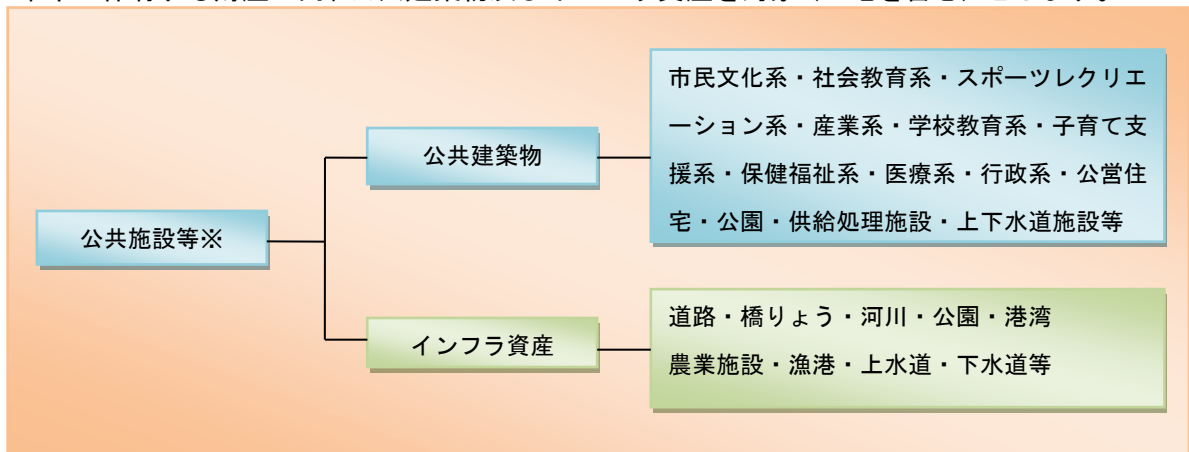 公共施設等※
公共建築物
市民文化系・社会教育系・スポーツレクリエ
ーション系・産業系・学校教育系・子育て支
援系・保健福祉系・医療系・行政系・公営住
宅・公園・供給処理施設・上下水道施設等
インフラ資産
道路・橋りょう・河川・公園・港湾
農業施設・漁港・上水道・下水道等